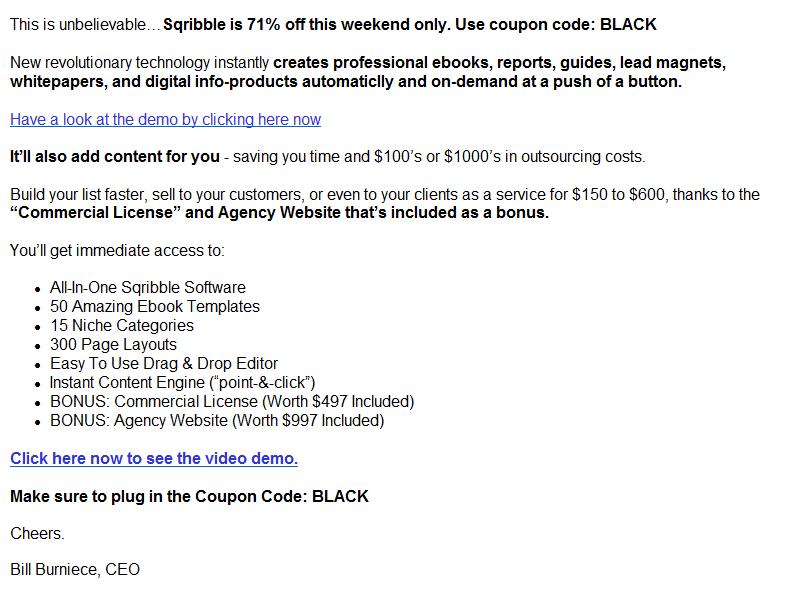 This is unbelievable… Sqribble is 71% off this weekend only. Use coupon code: BLACK
New revolutionary technology instantly creates professional ebooks, reports, guides, lead magnets,
whitepapers, and digital info-products automaticlly and on-demand at a push of a button.
Have a look at the demo by clicking here now
It’ll also add content for you - saving you time and $100’s or $1000’s in outsourcing costs.
Build your list faster, sell to your customers, or even to your clients as a service for $150 to $600, thanks to the
“Commercial License” and Agency Website that’s included as a bonus.
You’ll get immediate access to:
• All-In-One Sqribble Software
• 50 Amazing Ebook Templates
• 15 Niche Categories
• 300 Page Layouts
• Easy To Use Drag & Drop Editor
• Instant Content Engine (“point-&-click”)
• BONUS: Commercial License (Worth $497 Included)
• BONUS: Agency Website (Worth $997 Included)
Click here now to see the video demo.
Make sure to plug in the Coupon Code: BLACK
Cheers.
Bill Burniece, CEO